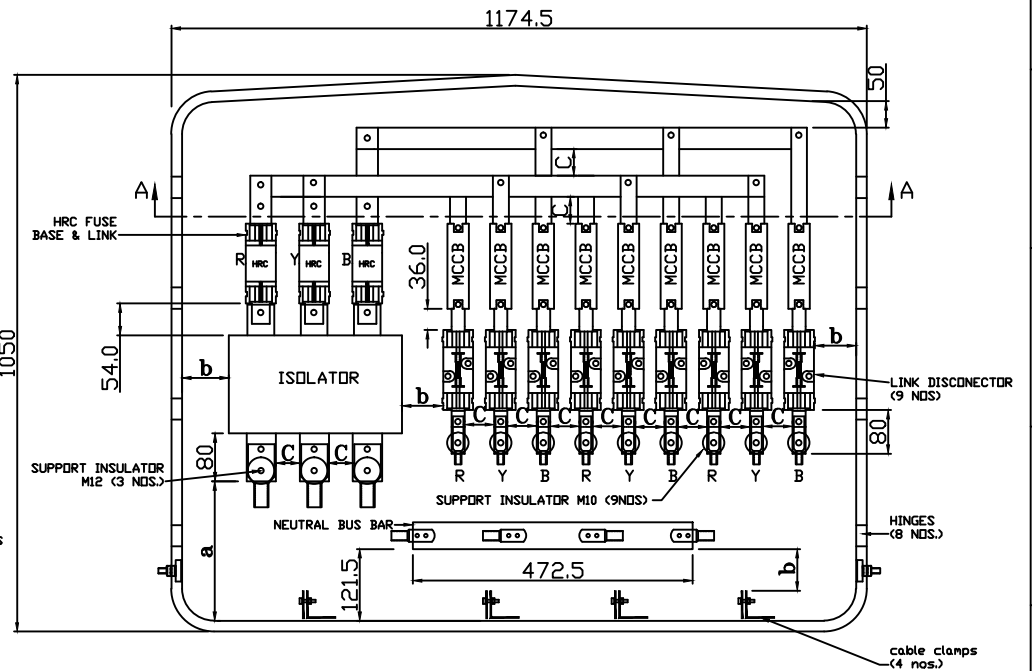 1174.5
50
C
A
A
HRC FUSE
BASE & LINK
C
R
HRC
Y
HRC
B
HRC
36.0
MCCB
MCCB
MCCB
MCCB
MCCB
MCCB
MCCB
MCCB
MCCB
1050
54.0
b
ISOLATOR
b
b
LINK DISCONECTOR
(9 NOS)
C
C
C
C
C
C
C
C
80
80
C
C
SUPPORT INSULATOR
M12 (3 NOS.)
R
Y
B
R
Y
B
R
Y
B
SUPPORT INSULATOR M10 (9NOS)
NEUTRAL BUS BAR
HINGES
(8 NOS.)
s
a
121.5
472.5
b
cable clamps
(4 nos.)